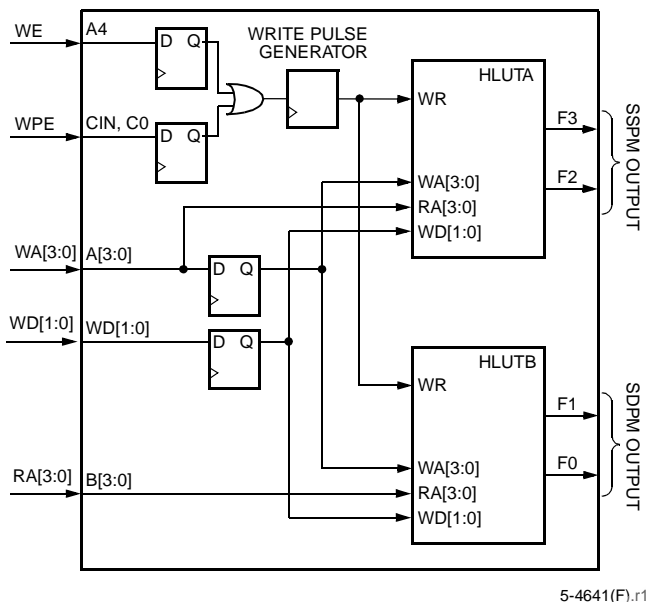 WE
A4
D Q
WRITE PULSE
GENERATOR
HLUTA
WR
F3
WPE
CIN, C0
D Q
F2
SSPM OUTPUT
WA[3:0]
RA[3:0]
WD[1:0]
WA[3:0]
A[3:0]
D Q
WD[1:0]
WD[1:0]
D Q
HLUTB
WR
F1
F0
SDPM OUTPUT
WA[3:0]
RA[3:0]
WD[1:0]
RA[3:0]
B[3:0]
5-4641(F).r1